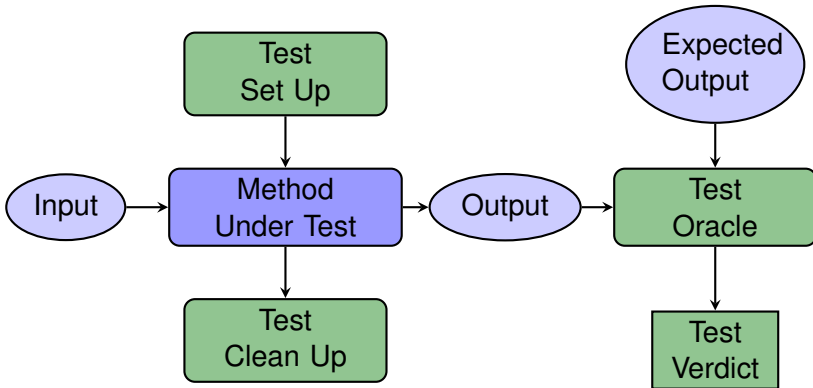 Test
Set Up
Expected
Output
Input
Method
Under Test
Output
Test
Oracle
Test
Clean Up
Test
Verdict